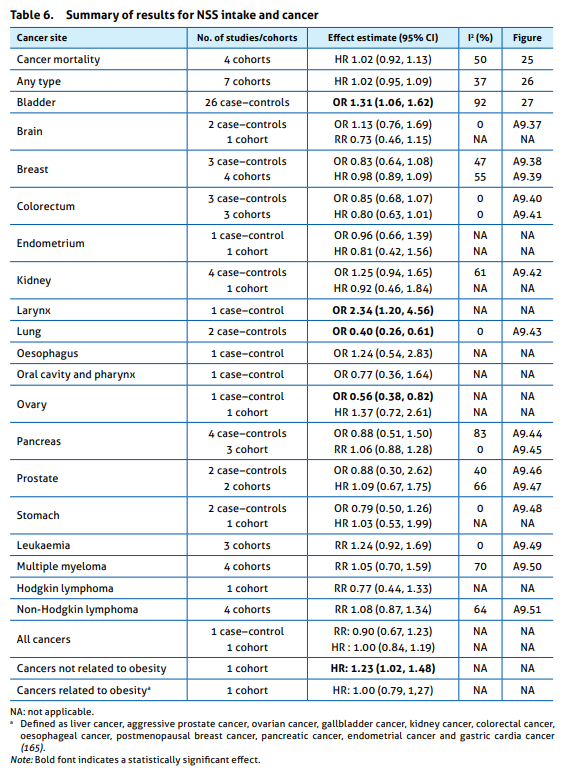 Table 6. Summary of results for NSS intake and cancer
Cancer site No. of studies/cohorts Effect estimate (95% CI) I² (%) Figure
Cancer mortality 4 cohorts HR 1.02 (0.92, 1.13) 50 25
Any type 7 cohorts HR 1.02 (0.95, 1.09) 37 26
Bladder 26 case–controls OR 1.31 (1.06, 1.62) 92 27
Brain 2 case–controls OR 1.13 (0.76, 1.69) 0 A9.37
1 cohort RR 0.73 (0.46, 1.15) NA NA
Breast 3 case–controls OR 0.83 (0.64, 1.08) 47 A9.38
4 cohorts HR 0.98 (0.89, 1.09) 55 A9.39
Colorectum 3 case–controls OR 0.85 (0.68, 1.07) 0 A9.40
3 cohorts HR 0.80 (0.63, 1.01) 0 A9.41
Endometrium 1 case–control OR 0.96 (0.66, 1.39) NA NA
1 cohort HR 0.81 (0.42, 1.56) NA NA
Kidney 4 case–controls OR 1.25 (0.94, 1.65) 61 A9.42
1 cohort HR 0.92 (0.46, 1.84) NA NA
Larynx 1 case–control OR 2.34 (1.20, 4.56) NA NA
Lung 2 case–controls OR 0.40 (0.26, 0.61) 0 A9.43
Oesophagus 1 case–control OR 1.24 (0.54, 2.83) NA NA
Oral cavity and pharynx 1 case–control OR 0.77 (0.36, 1.64) NA NA
Ovary 1 case–control OR 0.56 (0.38, 0.82) NA NA
1 cohort HR 1.37 (0.72, 2.61) NA NA
Pancreas 4 case–controls OR 0.88 (0.51, 1.50) 83 A9.44
3 cohort RR 1.06 (0.88, 1.28) 0 A9.45
Prostate 2 case–controls OR 0.88 (0.30, 2.62) 40 A9.46
2 cohorts HR 1.09 (0.67, 1.75) 66 A9.47
Stomach 2 case–controls OR 0.79 (0.50, 1.26) 0 A9.48
1 cohort HR 1.03 (0.53, 1.99) NA NA
Leukaemia 3 cohorts RR 1.24 (0.92, 1.69) 0 A9.49
Multiple myeloma 4 cohorts RR 1.05 (0.70, 1.59) 70 A9.50
Hodgkin lymphoma 1 cohort RR 0.77 (0.44, 1.33) NA NA
Non-Hodgkin lymphoma 4 cohorts RR 1.08 (0.87, 1.34) 64 A9.51
All cancers 1 case–control RR: 0.90 (0.67, 1.23) NA NA
1 cohort HR : 1.00 (0.84, 1.19) NA NA
Cancers not related to obesity 1 cohort HR: 1.23 (1.02, 1.48) NA NA
Cancers related to obesityᵃ 1 cohort HR: 1.00 (0.79, 1,27) NA NA
NA: not applicable.
ᵃ Defined as liver cancer, aggressive prostate cancer, ovarian cancer, gallbladder cancer, kidney cancer, colorectal cancer,
oesophageal cancer, postmenopausal breast cancer, pancreatic cancer, endometrial cancer and gastric cardia cancer
(165).
Note: Bold font indicates a statistically significant effect.